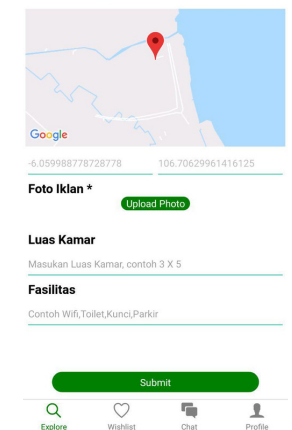 Google
-6.059988778728778 106.70629961416125
Foto Iklan *
Upload Photo
Luas Kamar
Masukan Luas Kamar, contoh 3 X 5
Fasilitas
Contoh Wifi,Toilet,Kunci,Parkir
Submit
Explore Wishlist Chat Profile